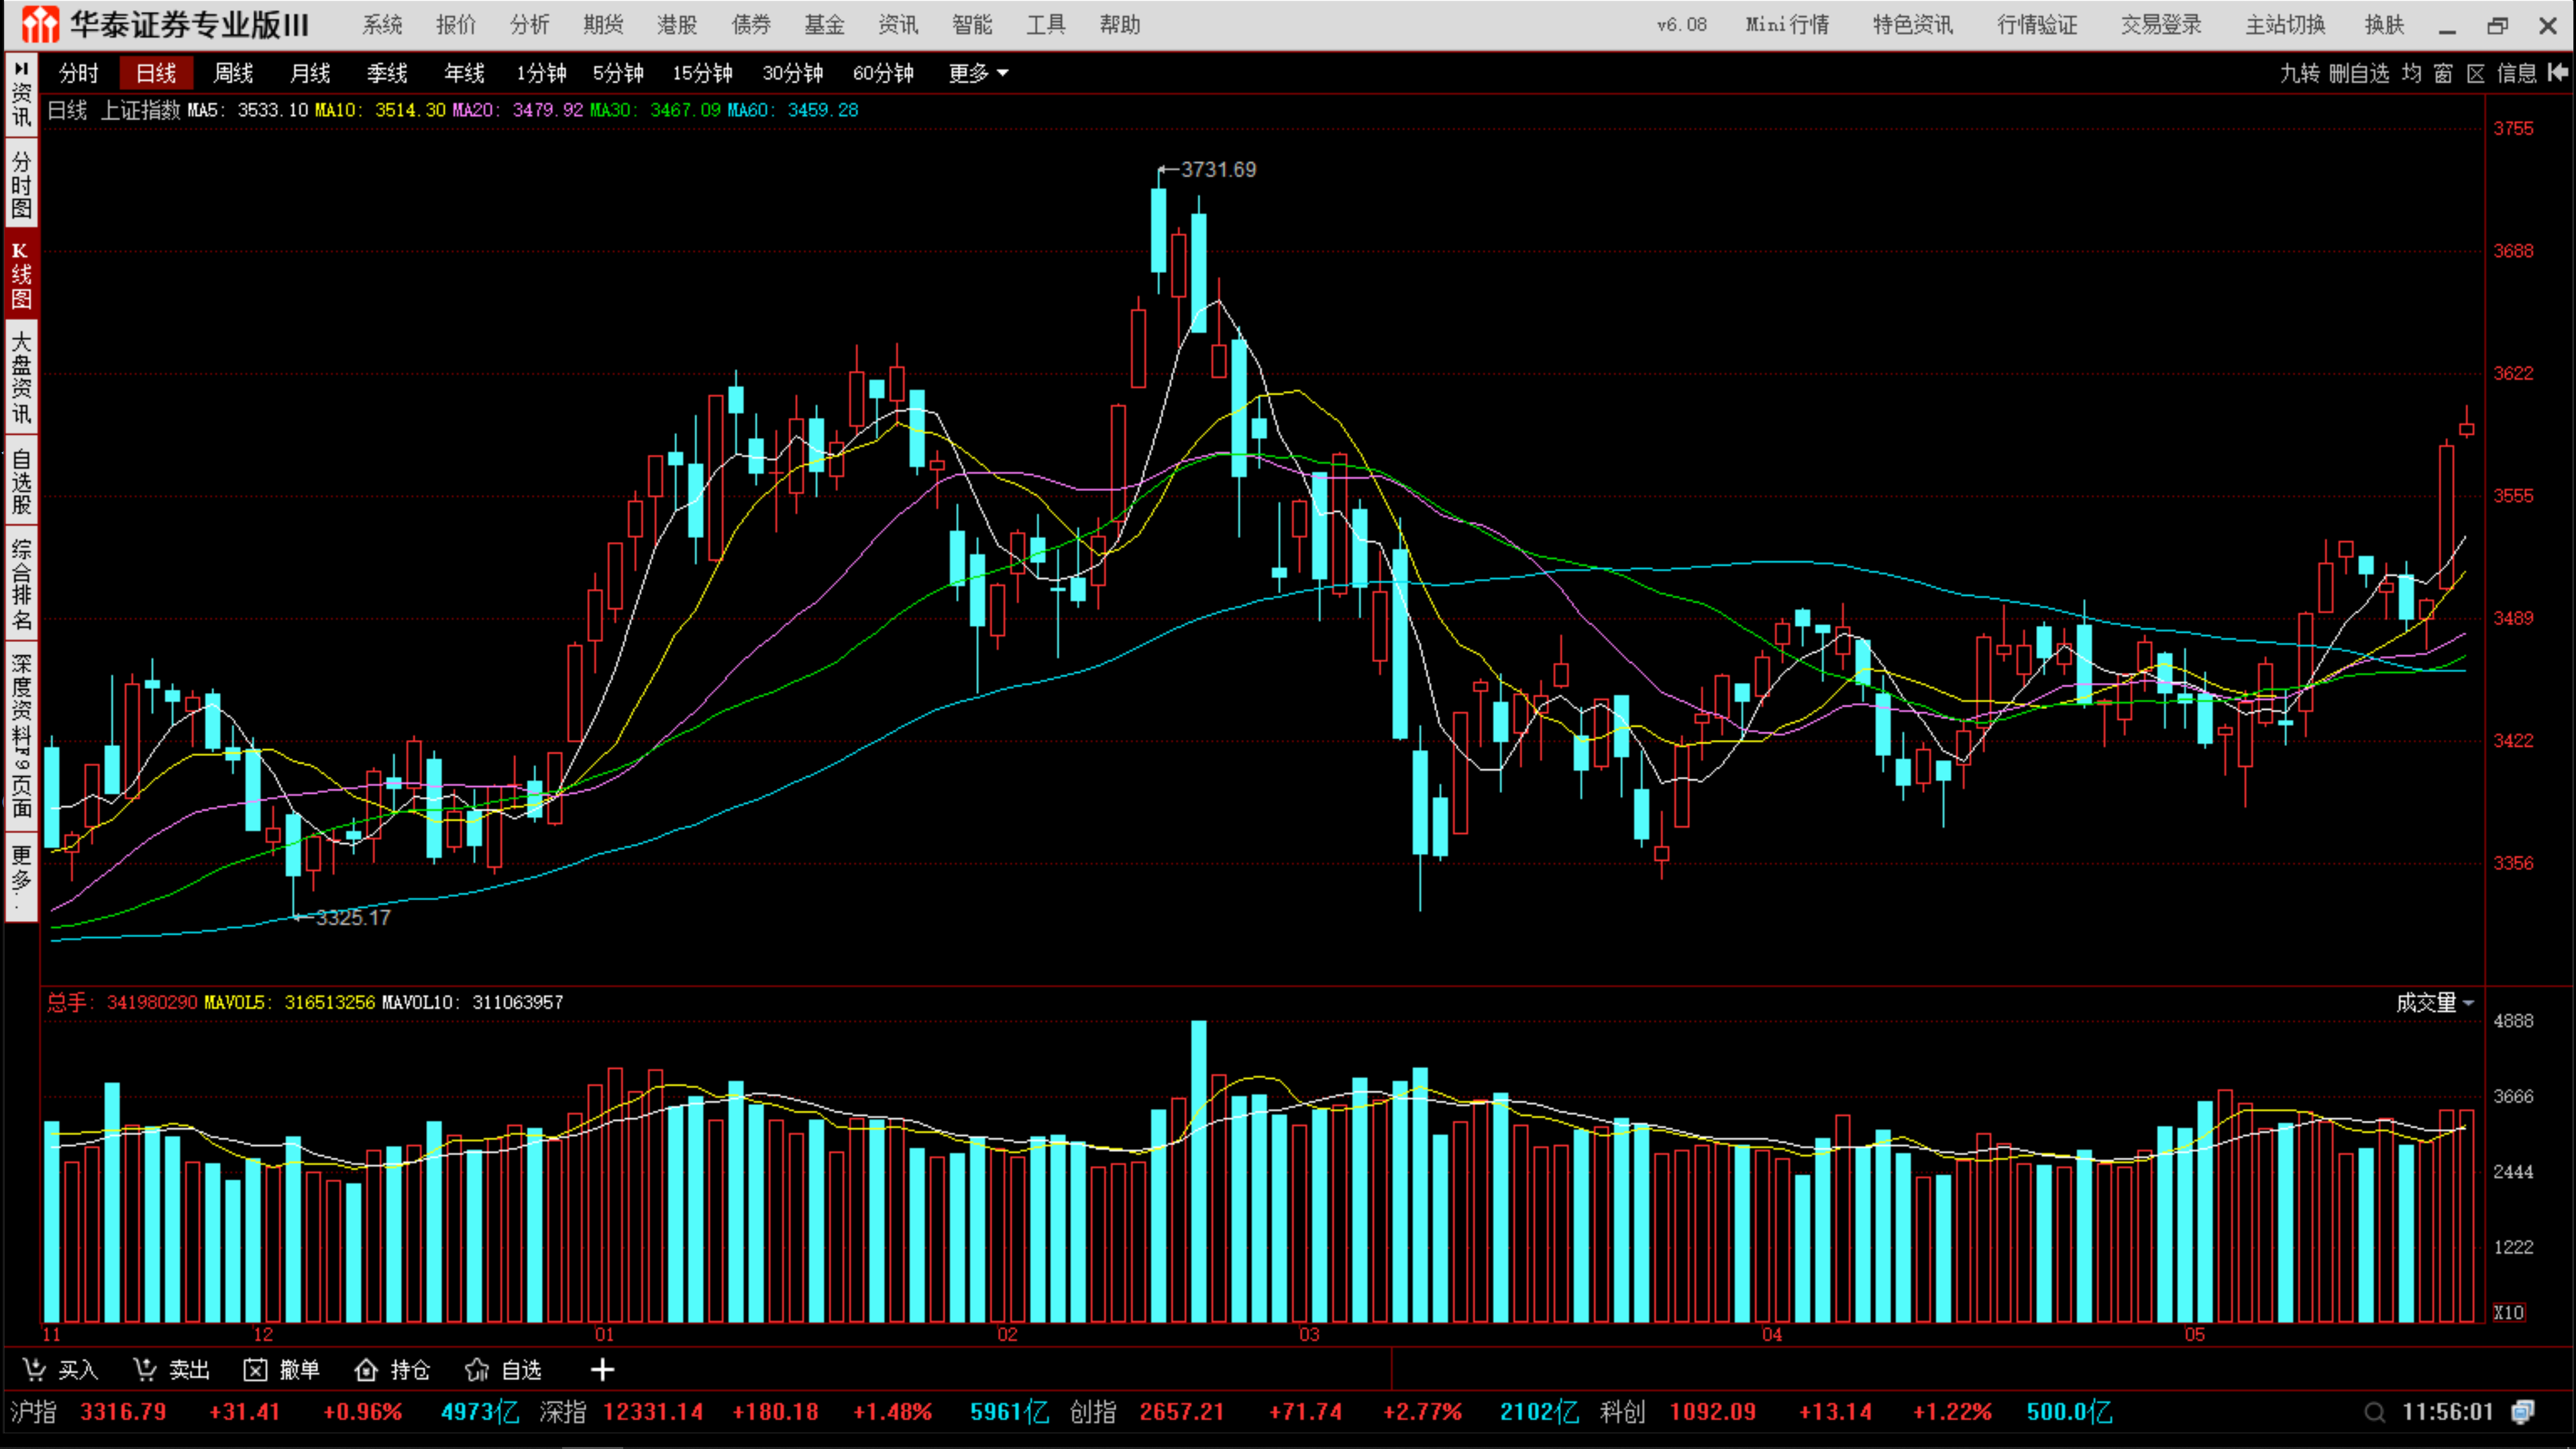 华泰证券专业版III 系统 报价 分析 期货 港股 债券 基金 资讯 智能 工具 帮助 v6.08 Mini行情 特色资讯 行情验证 交易登录 主站切换 换肤
分时 日线 周线 月线 季线 年线 1分钟 5分钟 15分钟 30分钟 60分钟 更多 九转 删自选 均 窗 区 信息
资讯
分时图
K线图
大盘资讯
自选股
综合排名
深度资料F9页面
更多..
日线 上证指数 MA5: 3533.10 MA10: 3514.30 MA20: 3479.92 MA30: 3467.09 MA60: 3459.28
3755
3731.69
3688
3622
3555
3489
3422
3356
3325.17
总手: 341980290 MAVOL5: 316513256 MAVOL10: 311063957 成交量
4888
3666
2444
1222
X10
11 12 01 02 03 04 05
买入 卖出 撤单 持仓 自选
沪指 3316.79 +31.41 +0.96% 4973亿 深指 12331.14 +180.18 +1.48% 5961亿 创指 2657.21 +71.74 +2.77% 2102亿 科创 1092.09 +13.14 +1.22% 500.0亿 11:56:01